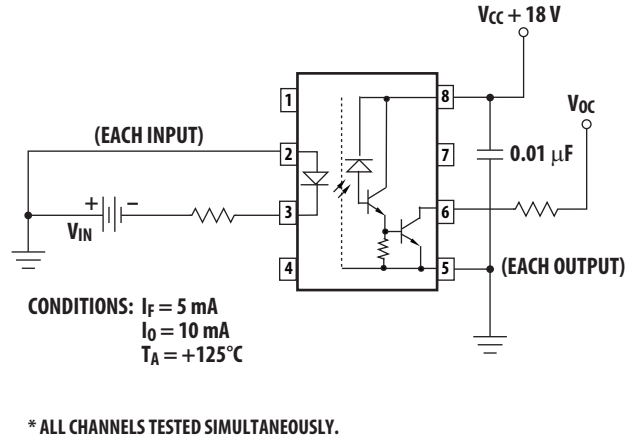 VCC + 18 V
VOC
1
8
(EACH INPUT)
2
7
0.01 μF
+ –
VIN
3
6
4
5
(EACH OUTPUT)
CONDITIONS: IF = 5 mA
IO = 10 mA
TA = +125°C
* ALL CHANNELS TESTED SIMULTANEOUSLY.